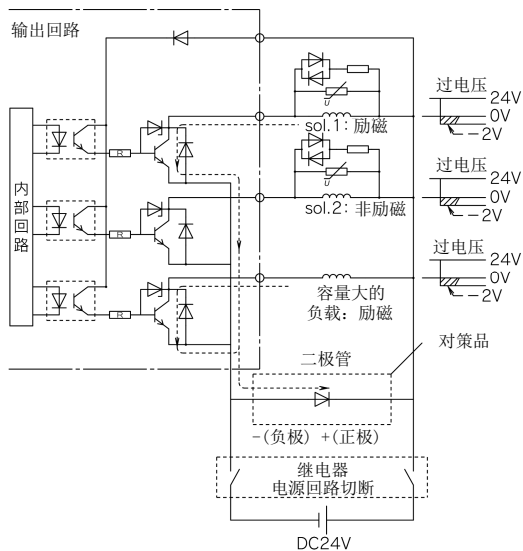 输出回路
过电压
24V
0V
-2V
内部回路
R
sol.1: 励磁
过电压
24V
0V
-2V
R
sol.2: 非励磁
过电压
24V
0V
-2V
R
容量大的
负载: 励磁
对策品
二极管
-(负极) +(正极)
继电器
电源回路切断
DC24V
U
U